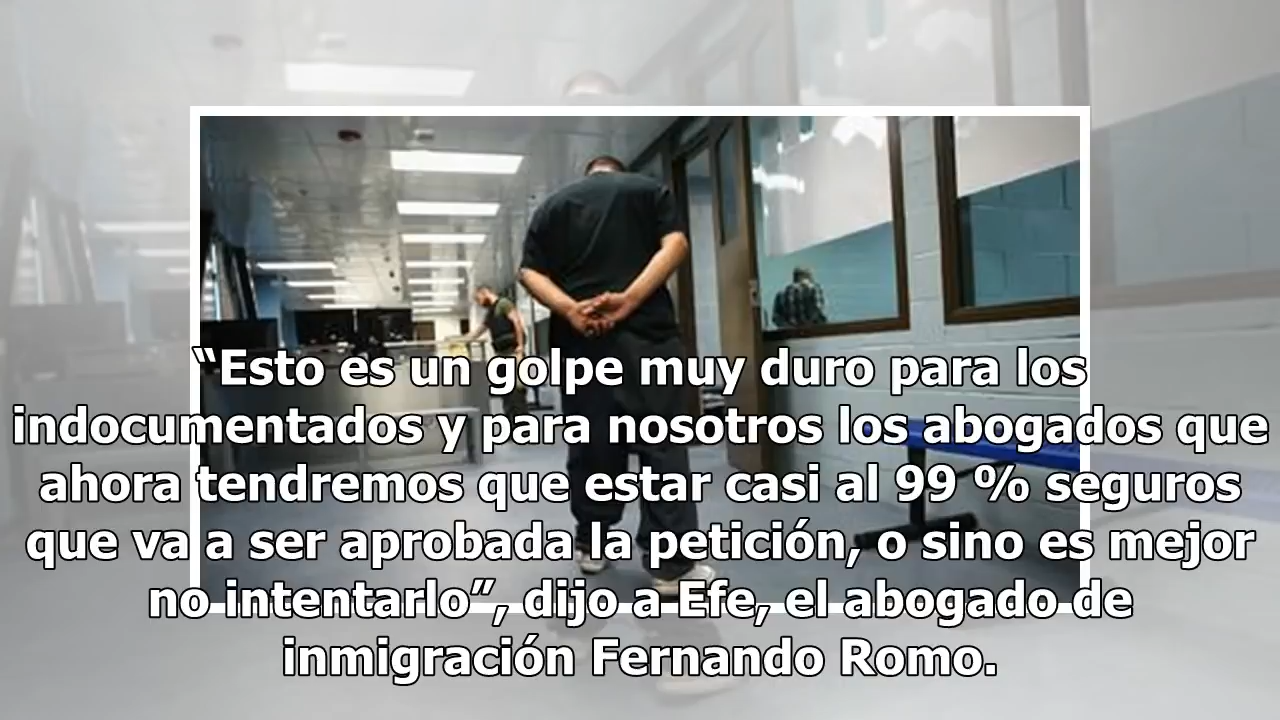 “Esto es un golpe muy duro para los
indocumentados y para nosotros los abogados que
ahora tendremos que estar casi al 99 % seguros
que va a ser aprobada la petición, o sino es mejor
no intentarlo”, dijo a Efe, el abogado de
inmigración Fernando Romo.